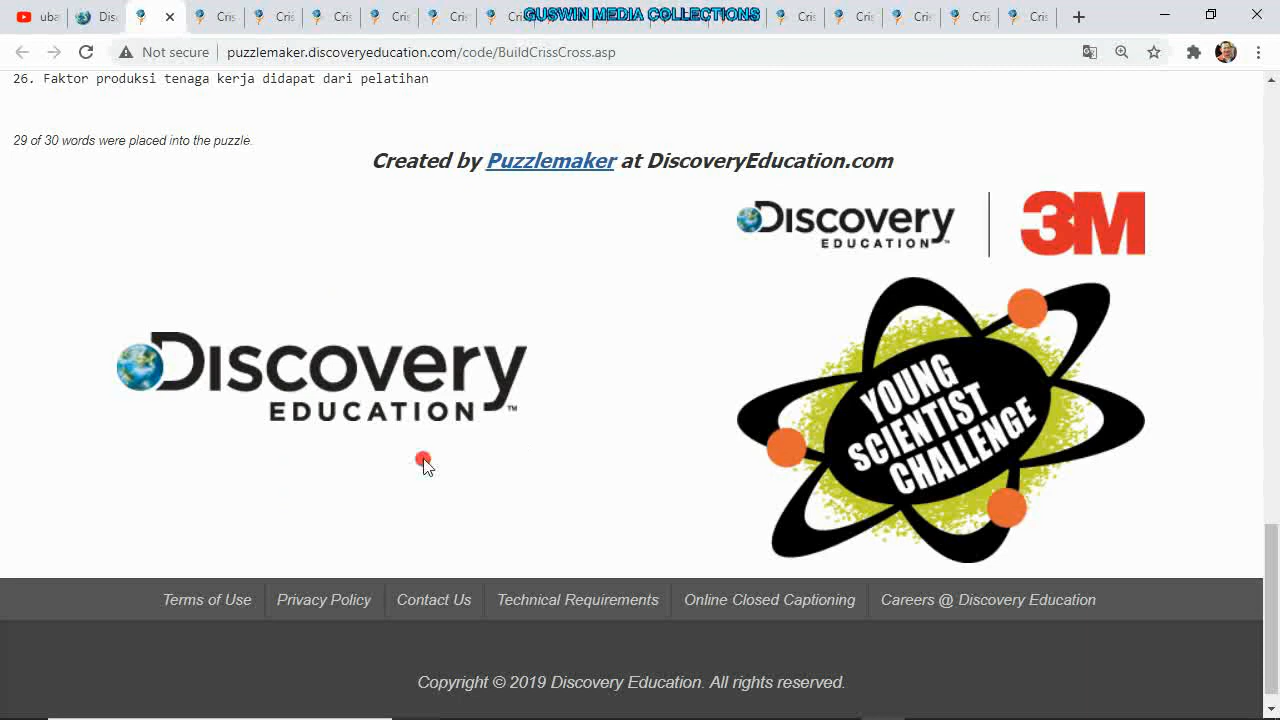 uba
Dis
Cris
Cris
Cris
Cris
Cris
Cris
GUSWIN MEDIA COLLECTIONS
Cris
Cris
Cris
Cris
Cris
Not secure
puzzlemaker.discoveryeducation.com/code/BuildCrissCross.asp
26. Faktor produksi tenaga kerja didapat dari pelatihan
29 of 30 words were placed into the puzzle.
Created by Puzzlemaker at DiscoveryEducation.com
DISCOVERY
EDUCATION™
3M
DISCOVERY
EDUCATION™
YOUNG
SCIENTIST
CHALLENGE
Terms of Use
Privacy Policy
Contact Us
Technical Requirements
Online Closed Captioning
Careers @ Discovery Education
Copyright © 2019 Discovery Education. All rights reserved.